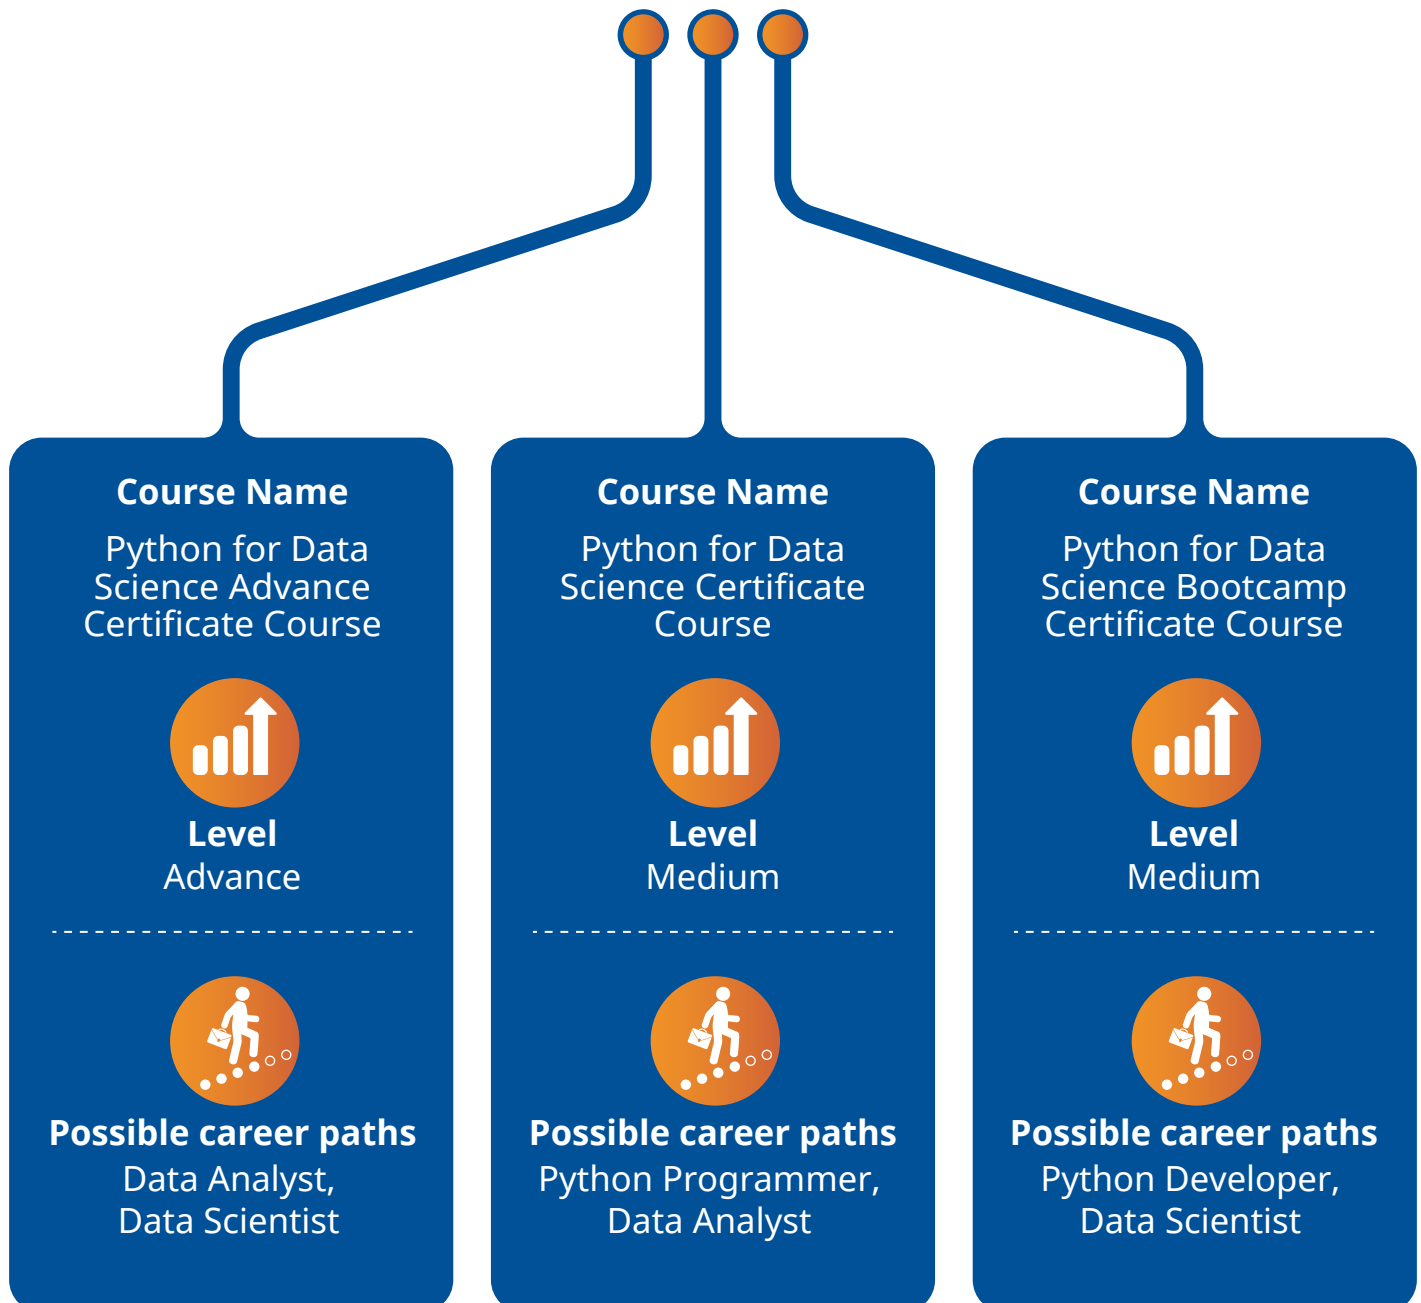 Course Name
Python for Data
Science Advance
Certificate Course
Level
Advance
Possible career paths
Data Analyst,
Data Scientist
Course Name
Python for Data
Science Certificate
Course
Level
Medium
Possible career paths
Python Programmer,
Data Analyst
Course Name
Python for Data
Science Bootcamp
Certificate Course
Level
Medium
Possible career paths
Python Developer,
Data Scientist